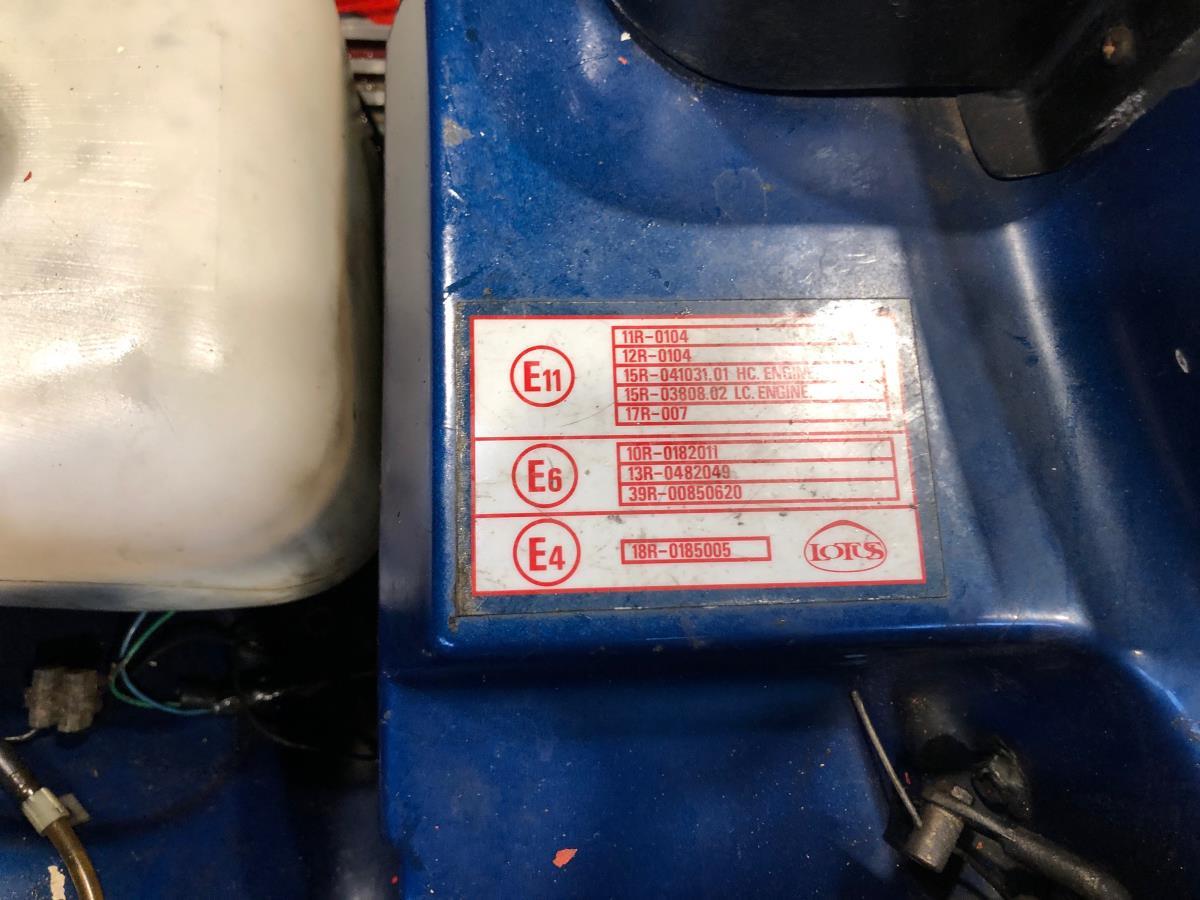 E11
11R-0104
12R-0104
15R-041031.01 HC. ENGINE
15R-03808.02 LC. ENGINE.
17R-007
E6
10R-0182011
13R-0482049
39R-00850620
E4
18R-0185005
LOTUS